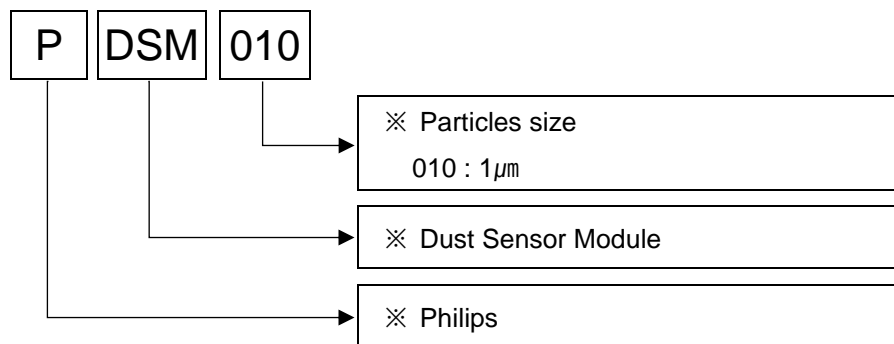 P DSM 010
※ Particles size
010 : 1㎛
※ Dust Sensor Module
※ Philips